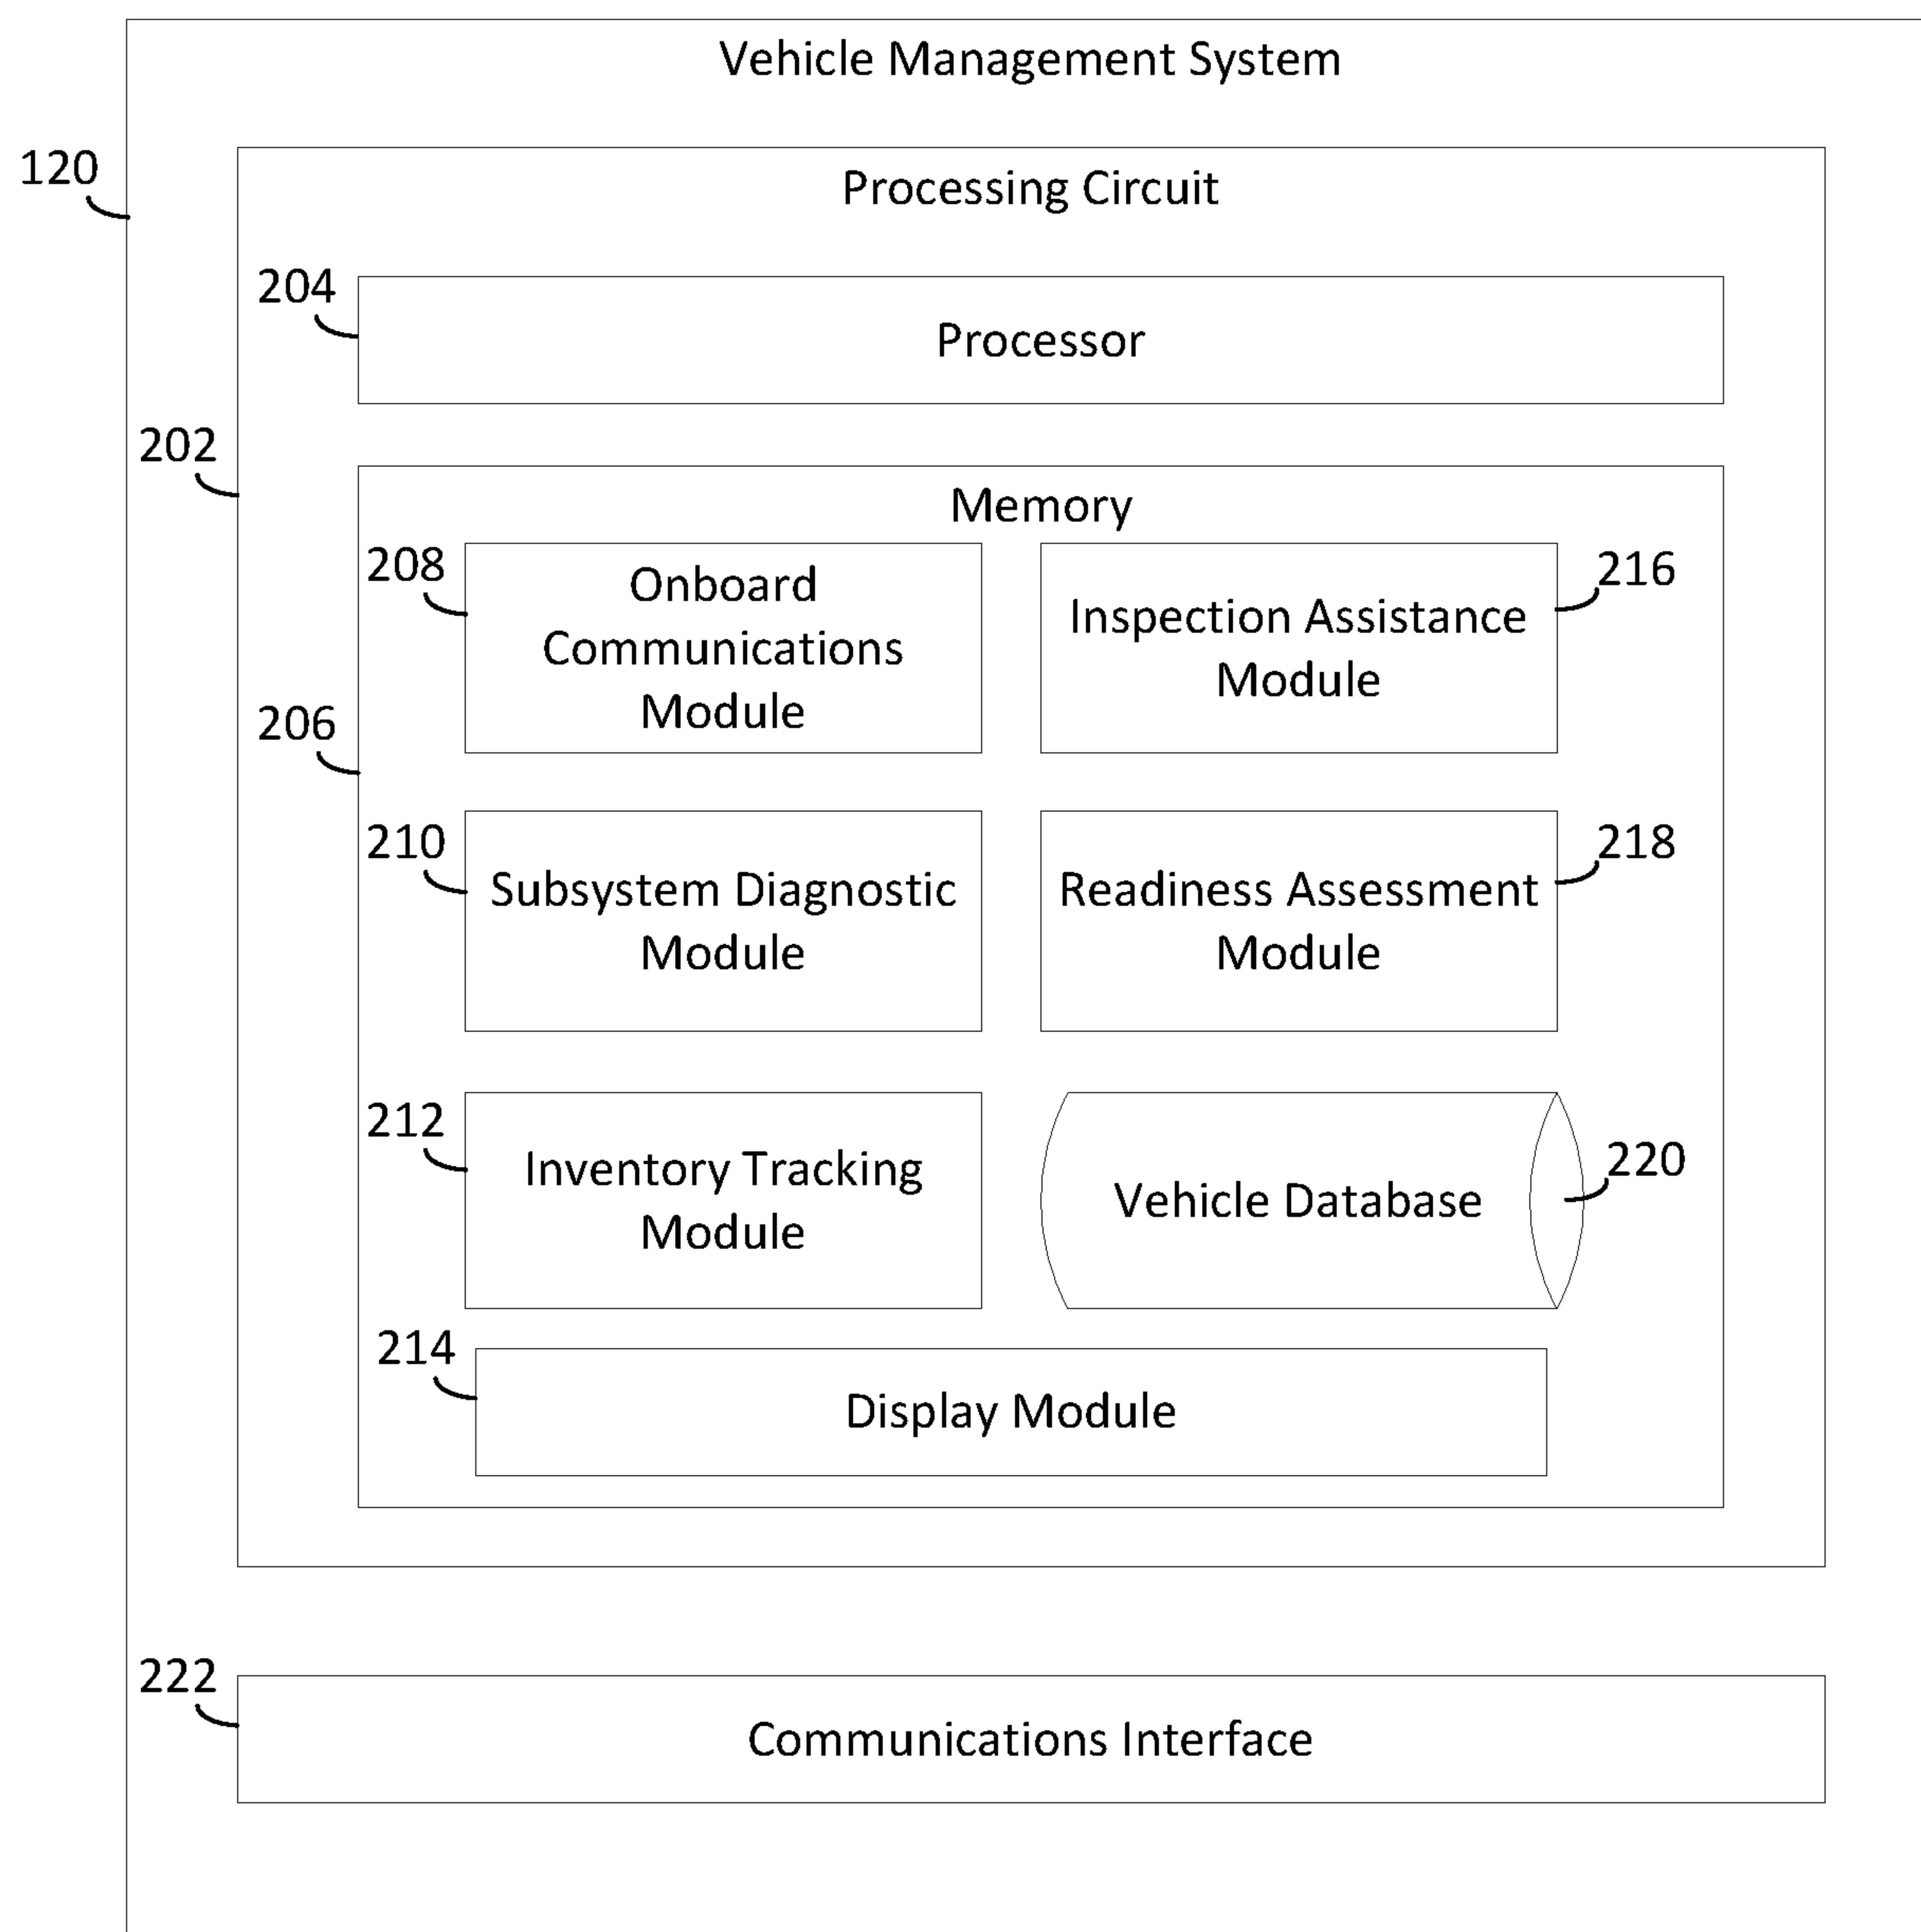 Vehicle Management System
120
Processing Circuit
204
Processor
202
Memory
208
Onboard
Communications
Module
216
Inspection Assistance
Module
206
210
Subsystem Diagnostic
Module
218
Readiness Assessment
Module
212
Inventory Tracking
Module
220
Vehicle Database
214
Display Module
222
Communications Interface